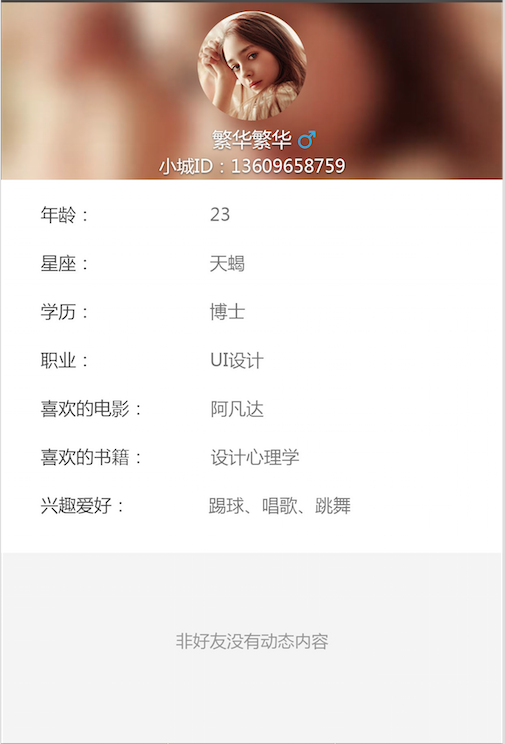 繁华繁华
小城ID：13609658759
年龄： 23
星座： 天蝎
学历： 博士
职业： UI设计
喜欢的电影： 阿凡达
喜欢的书籍： 设计心理学
兴趣爱好： 踢球、唱歌、跳舞
非好友没有动态内容